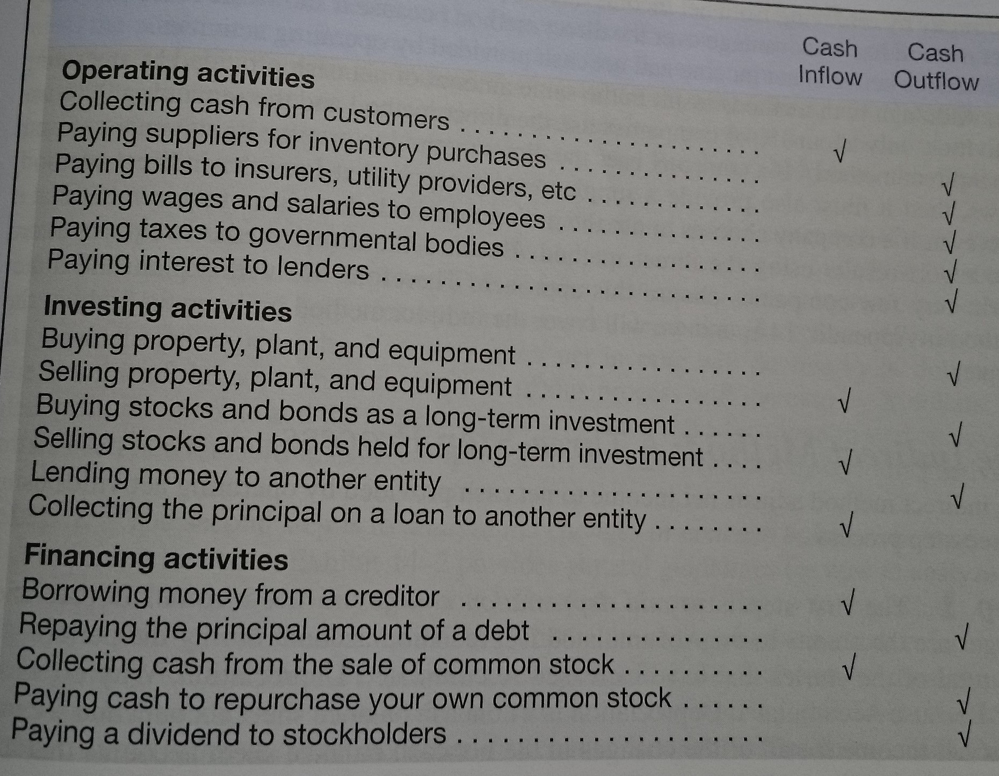 Cash Cash
Inflow Outflow
Operating activities
Collecting cash from customers . . . . . . . . . . . . . . . . . . . . . √
Paying suppliers for inventory purchases . . . . . . . . . . . . . . √
Paying bills to insurers, utility providers, etc . . . . . . . . . . . . √
Paying wages and salaries to employees . . . . . . . . . . . . . . √
Paying taxes to governmental bodies . . . . . . . . . . . . . . . . . √
Paying interest to lenders . . . . . . . . . . . . . . . . . . . . . . . . . . √
Investing activities
Buying property, plant, and equipment . . . . . . . . . . . . . . . . √
Selling property, plant, and equipment . . . . . . . . . . . . . . . . √
Buying stocks and bonds as a long-term investment . . . . . . √
Selling stocks and bonds held for long-term investment . . . . √
Lending money to another entity . . . . . . . . . . . . . . . . . . . . . √
Collecting the principal on a loan to another entity . . . . . . . . √
Financing activities
Borrowing money from a creditor . . . . . . . . . . . . . . . . . . . . . √
Repaying the principal amount of a debt . . . . . . . . . . . . . . . √
Collecting cash from the sale of common stock . . . . . . . . . . √
Paying cash to repurchase your own common stock . . . . . . √
Paying a dividend to stockholders . . . . . . . . . . . . . . . . . . . . . √